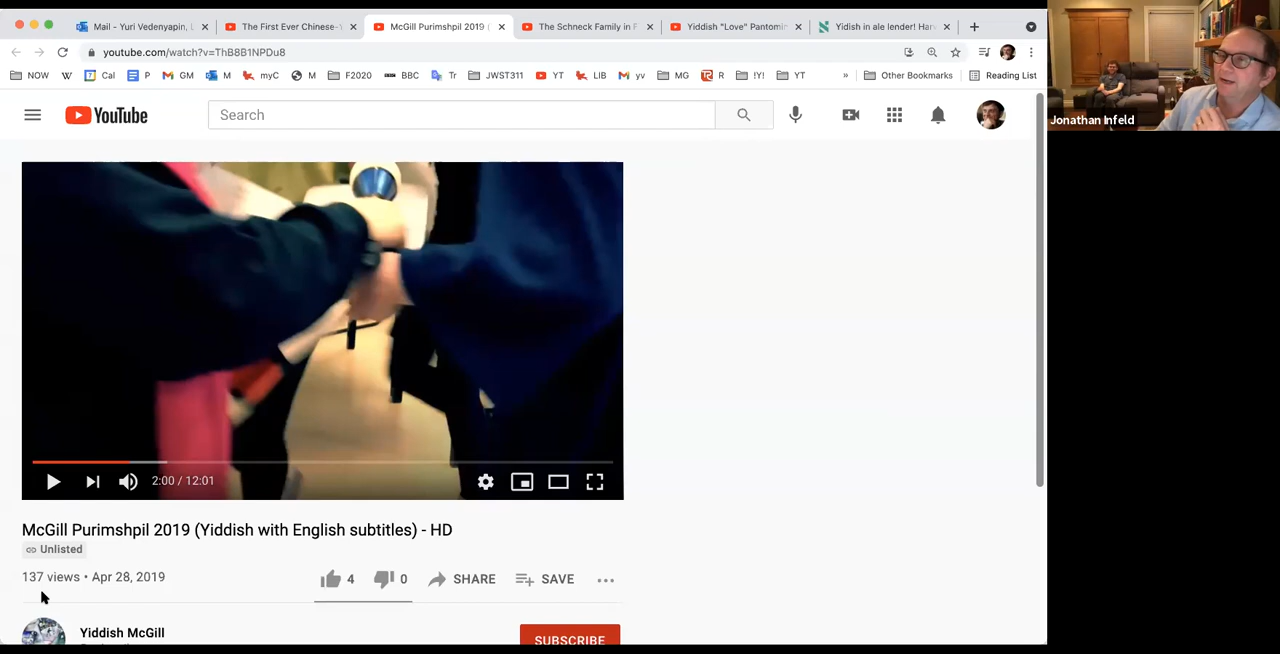 Mail - Yuri Vedenyapin, L
The First Ever Chinese-Y
McGill Purimshpil 2019 (
The Schneck Family in F
Yiddish "Love" Pantomin
Yidish in ale lender! Har
youtube.com/watch?v=ThB8B1NPDu8
NOW W Cal P GM M myC M F2020 BBC Tr JWST311 YT LIB yv MG R !Y! YT » Other Bookmarks Reading List
YouTube
Search
Jonathan Infeld
2:00 / 12:01
McGill Purimshpil 2019 (Yiddish with English subtitles) - HD
Unlisted
137 views • Apr 28, 2019
4 0 SHARE SAVE
Yiddish McGill
SUBSCRIBE